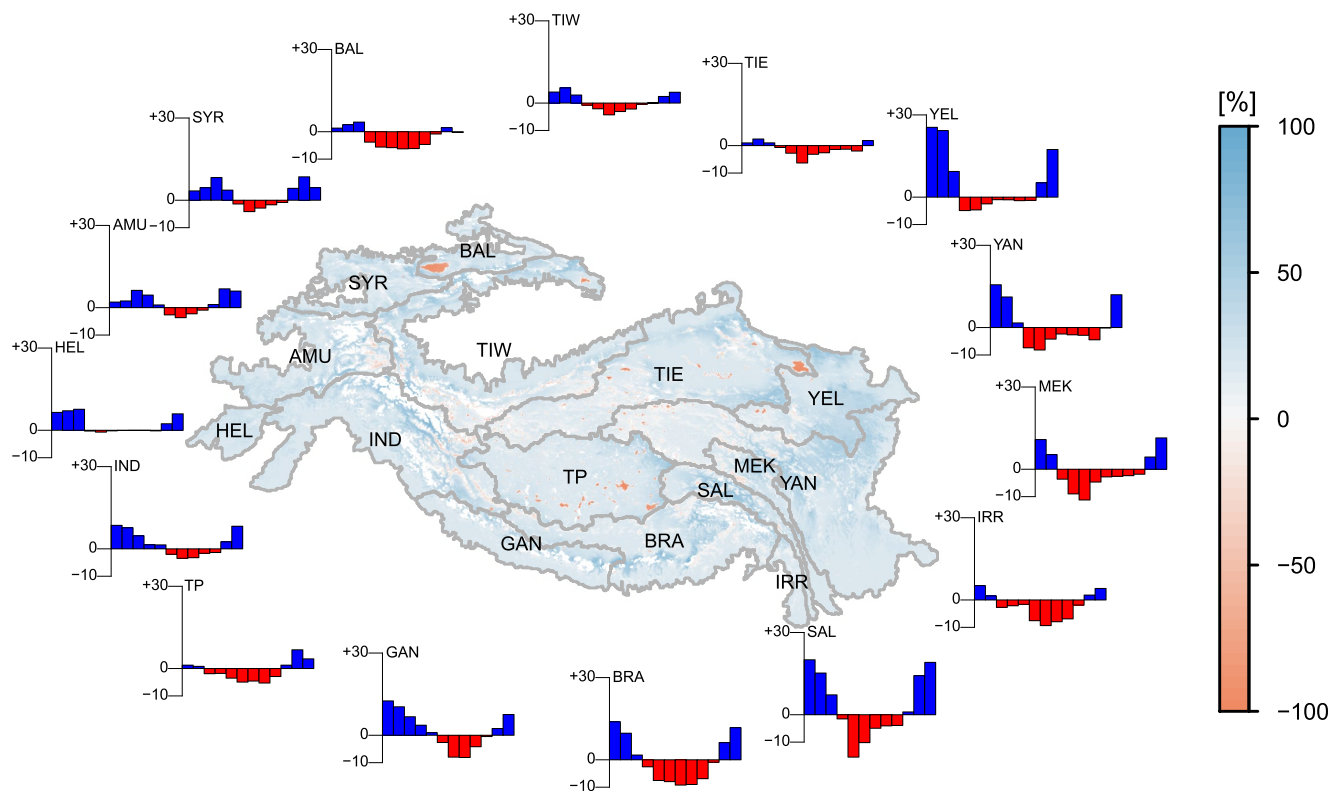 +30 TIW
0
−10
+30 BAL
0
−10
+30 TIE
0
−10
[%]
100
50
0
−50
−100
+30 SYR
0
−10
+30 YEL
0
−10
+30 AMU
0
−10
+30 YAN
0
−10
+30 HEL
0
−10
+30 MEK
0
−10
+30 IND
0
−10
+30 IRR
0
−10
+30 TP
0
−10
+30 GAN
0
−10
+30 BRA
0
−10
+30 SAL
0
−10
BAL
SYR
TIW
AMU
TIE
YEL
HEL
IND
MEK
TP
SAL
YAN
GAN
BRA
IRR